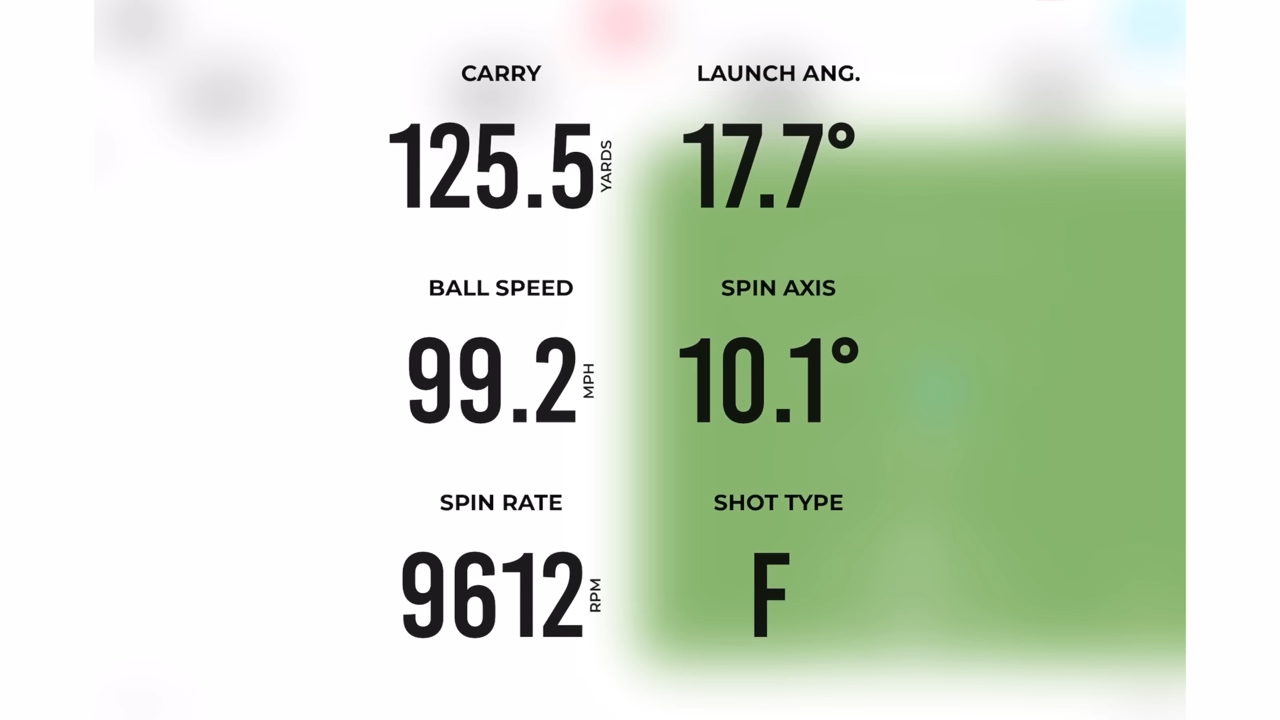 CARRY
125.5 YARDS
LAUNCH ANG.
17.7°
BALL SPEED
99.2 MPH
SPIN AXIS
10.1°
SPIN RATE
9612 RPM
SHOT TYPE
F